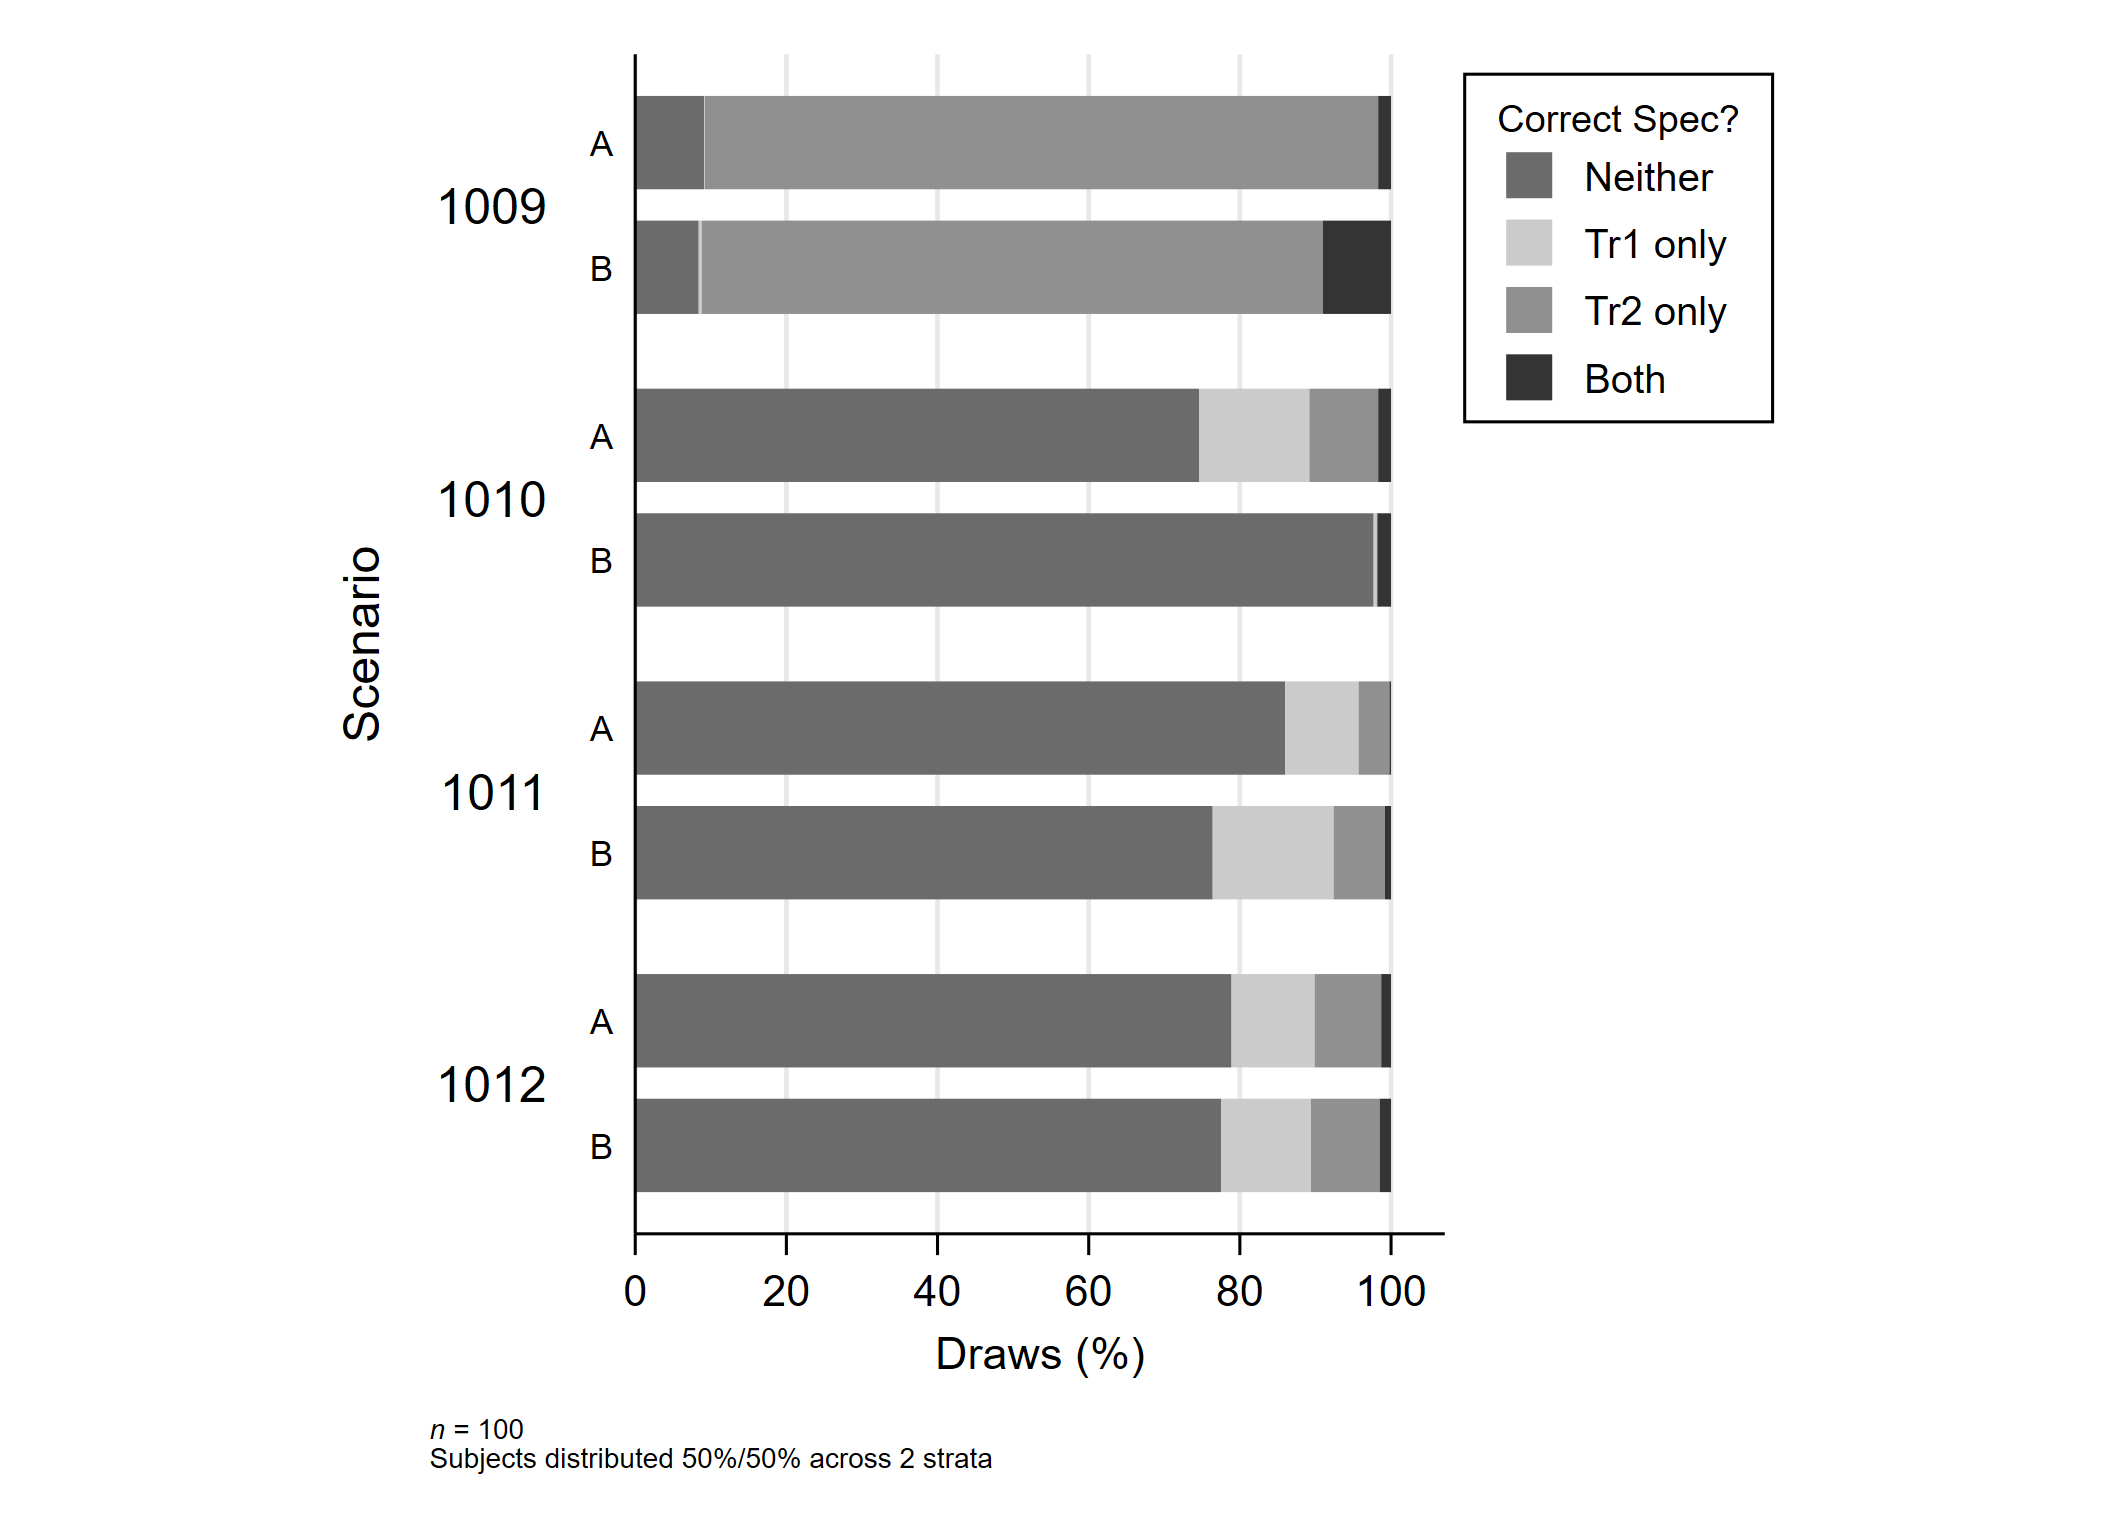 Correct Spec?
Neither
Tr1 only
Tr2 only
Both
Scenario
1009
A
B
1010
A
B
1011
A
B
1012
A
B
0 20 40 60 80 100
Draws (%)
n = 100
Subjects distributed 50%/50% across 2 strata